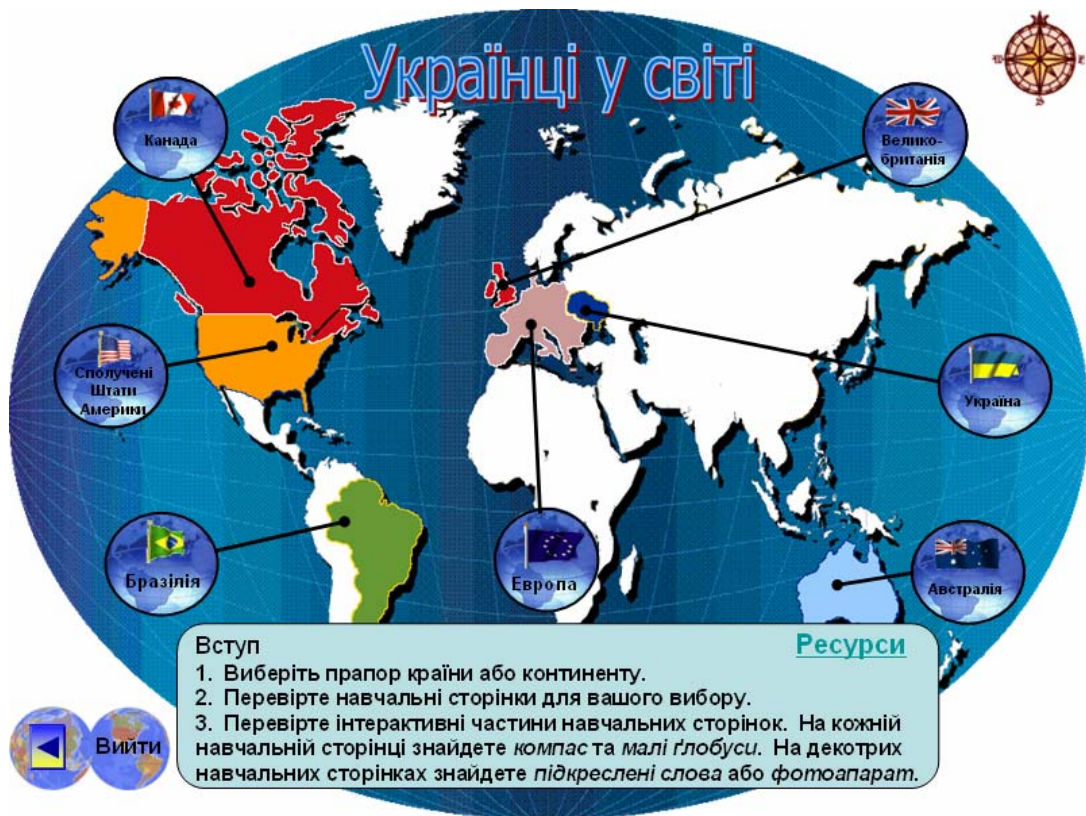 Українці у світі
Канада
Велико-
британія
Сполучені
Штати
Америки
Україна
Бразілія
Европа
Австралія
Вступ
Ресурси
1. Виберіть прапор країни або континенту.
2. Перевірте навчальні сторінки для вашого вибору.
3. Перевірте інтерактивні частини навчальних сторінок. На кожній
навчальній сторінці знайдете компас та малі ґлобуси. На декотрих
навчальних сторінках знайдете підкреслені слова або фотоапарат.
Вийти